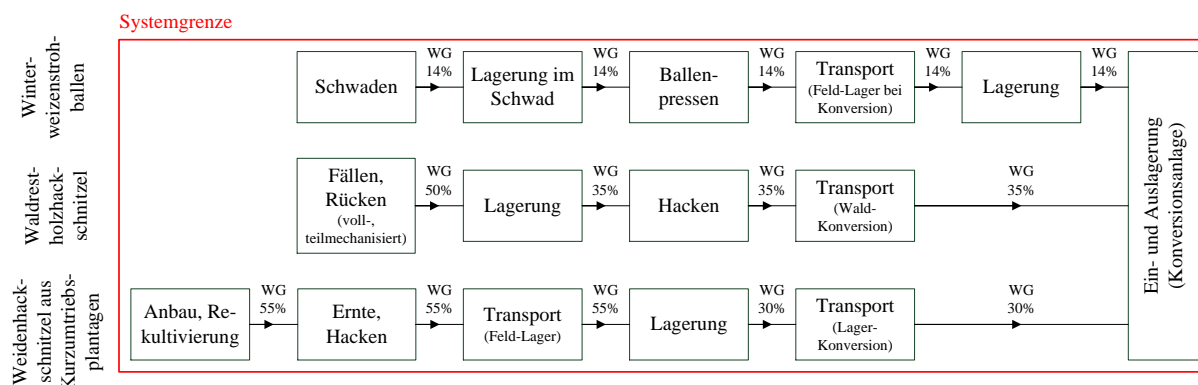 Systemgrenze
Winter-
weizenstroh-
ballen
Schwaden
WG
14%
Lagerung im
Schwad
WG
14%
Ballen-
pressen
WG
14%
Transport
(Feld-Lager bei
Konversion)
WG
14%
Lagerung
WG
14%
Waldrest-
holzhack-
schnitzel
Fällen,
Rücken
(voll-,
teilmechanisiert)
WG
50%
Lagerung
WG
35%
Hacken
WG
35%
Transport
(Wald-
Konversion)
WG
35%
Weidenhack-
schnitzel aus
Kurzumtriebs-
plantagen
Anbau, Re-
kultivierung
WG
55%
Ernte,
Hacken
WG
55%
Transport
(Feld-Lager)
WG
55%
Lagerung
WG
30%
Transport
(Lager-
Konversion)
WG
30%
Ein- und Auslagerung
(Konversionsanlage)